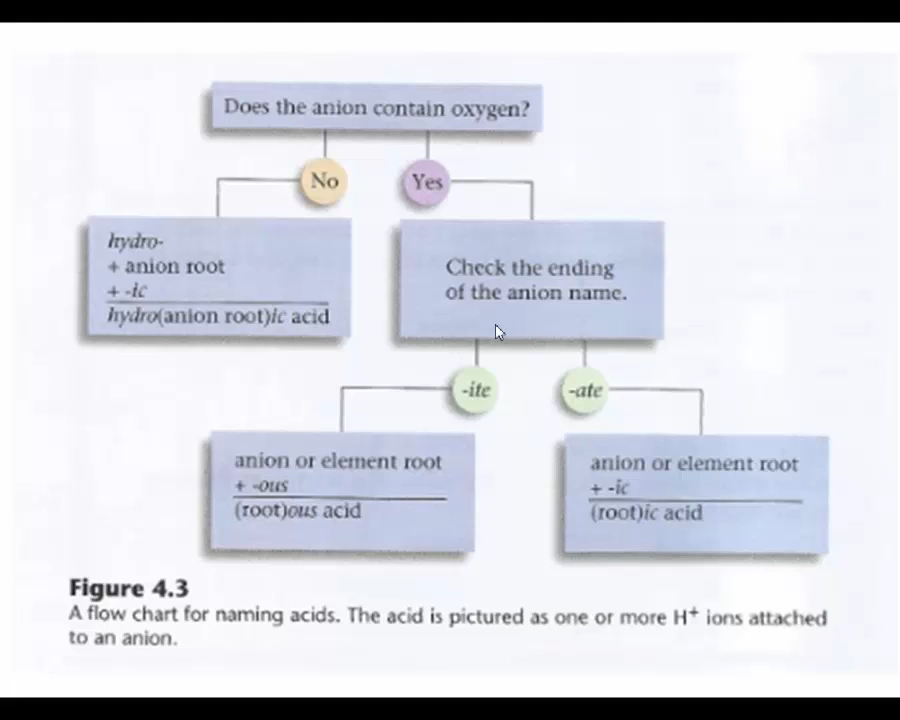 Does the anion contain oxygen?
No
Yes
hydro-
+ anion root
+ -ic
hydro(anion root)ic acid
Check the ending
of the anion name.
-ite
-ate
anion or element root
+ -ous
(root)ous acid
anion or element root
+ -ic
(root)ic acid
Figure 4.3
A flow chart for naming acids. The acid is pictured as one or more H⁺ ions attached
to an anion.